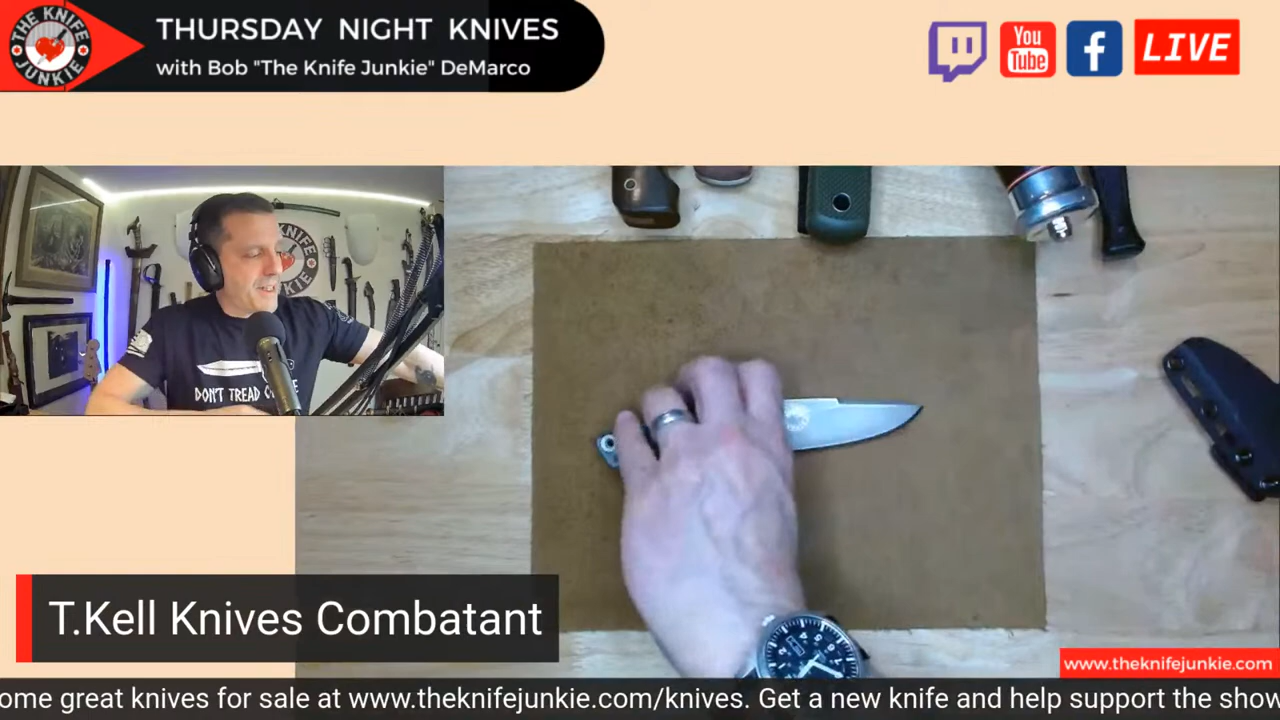 THE KNIFE
JUNKIE
THURSDAY NIGHT KNIVES
with Bob "The Knife Junkie" DeMarco
You
Tube
LIVE
KNIFE
DON'T TREAD
T.Kell Knives Combatant
www.theknifejunkie.com
ome great knives for sale at www.theknifejunkie.com/knives. Get a new knife and help support the show